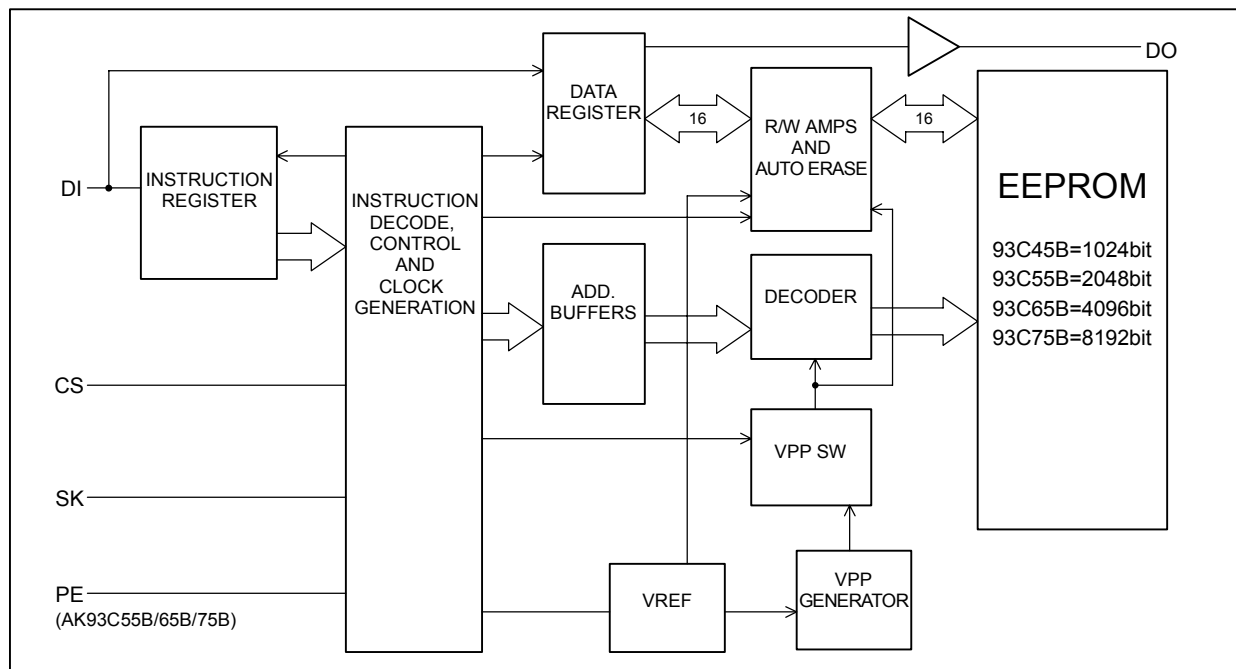 DO
DATA
REGISTER
16
R/W AMPS
AND
AUTO ERASE
16
EEPROM
93C45B=1024bit
93C55B=2048bit
93C65B=4096bit
93C75B=8192bit
DI
INSTRUCTION
REGISTER
INSTRUCTION
DECODE,
CONTROL
AND
CLOCK
GENERATION
ADD.
BUFFERS
DECODER
CS
VPP SW
SK
PE
(AK93C55B/65B/75B)
VREF
VPP
GENERATOR